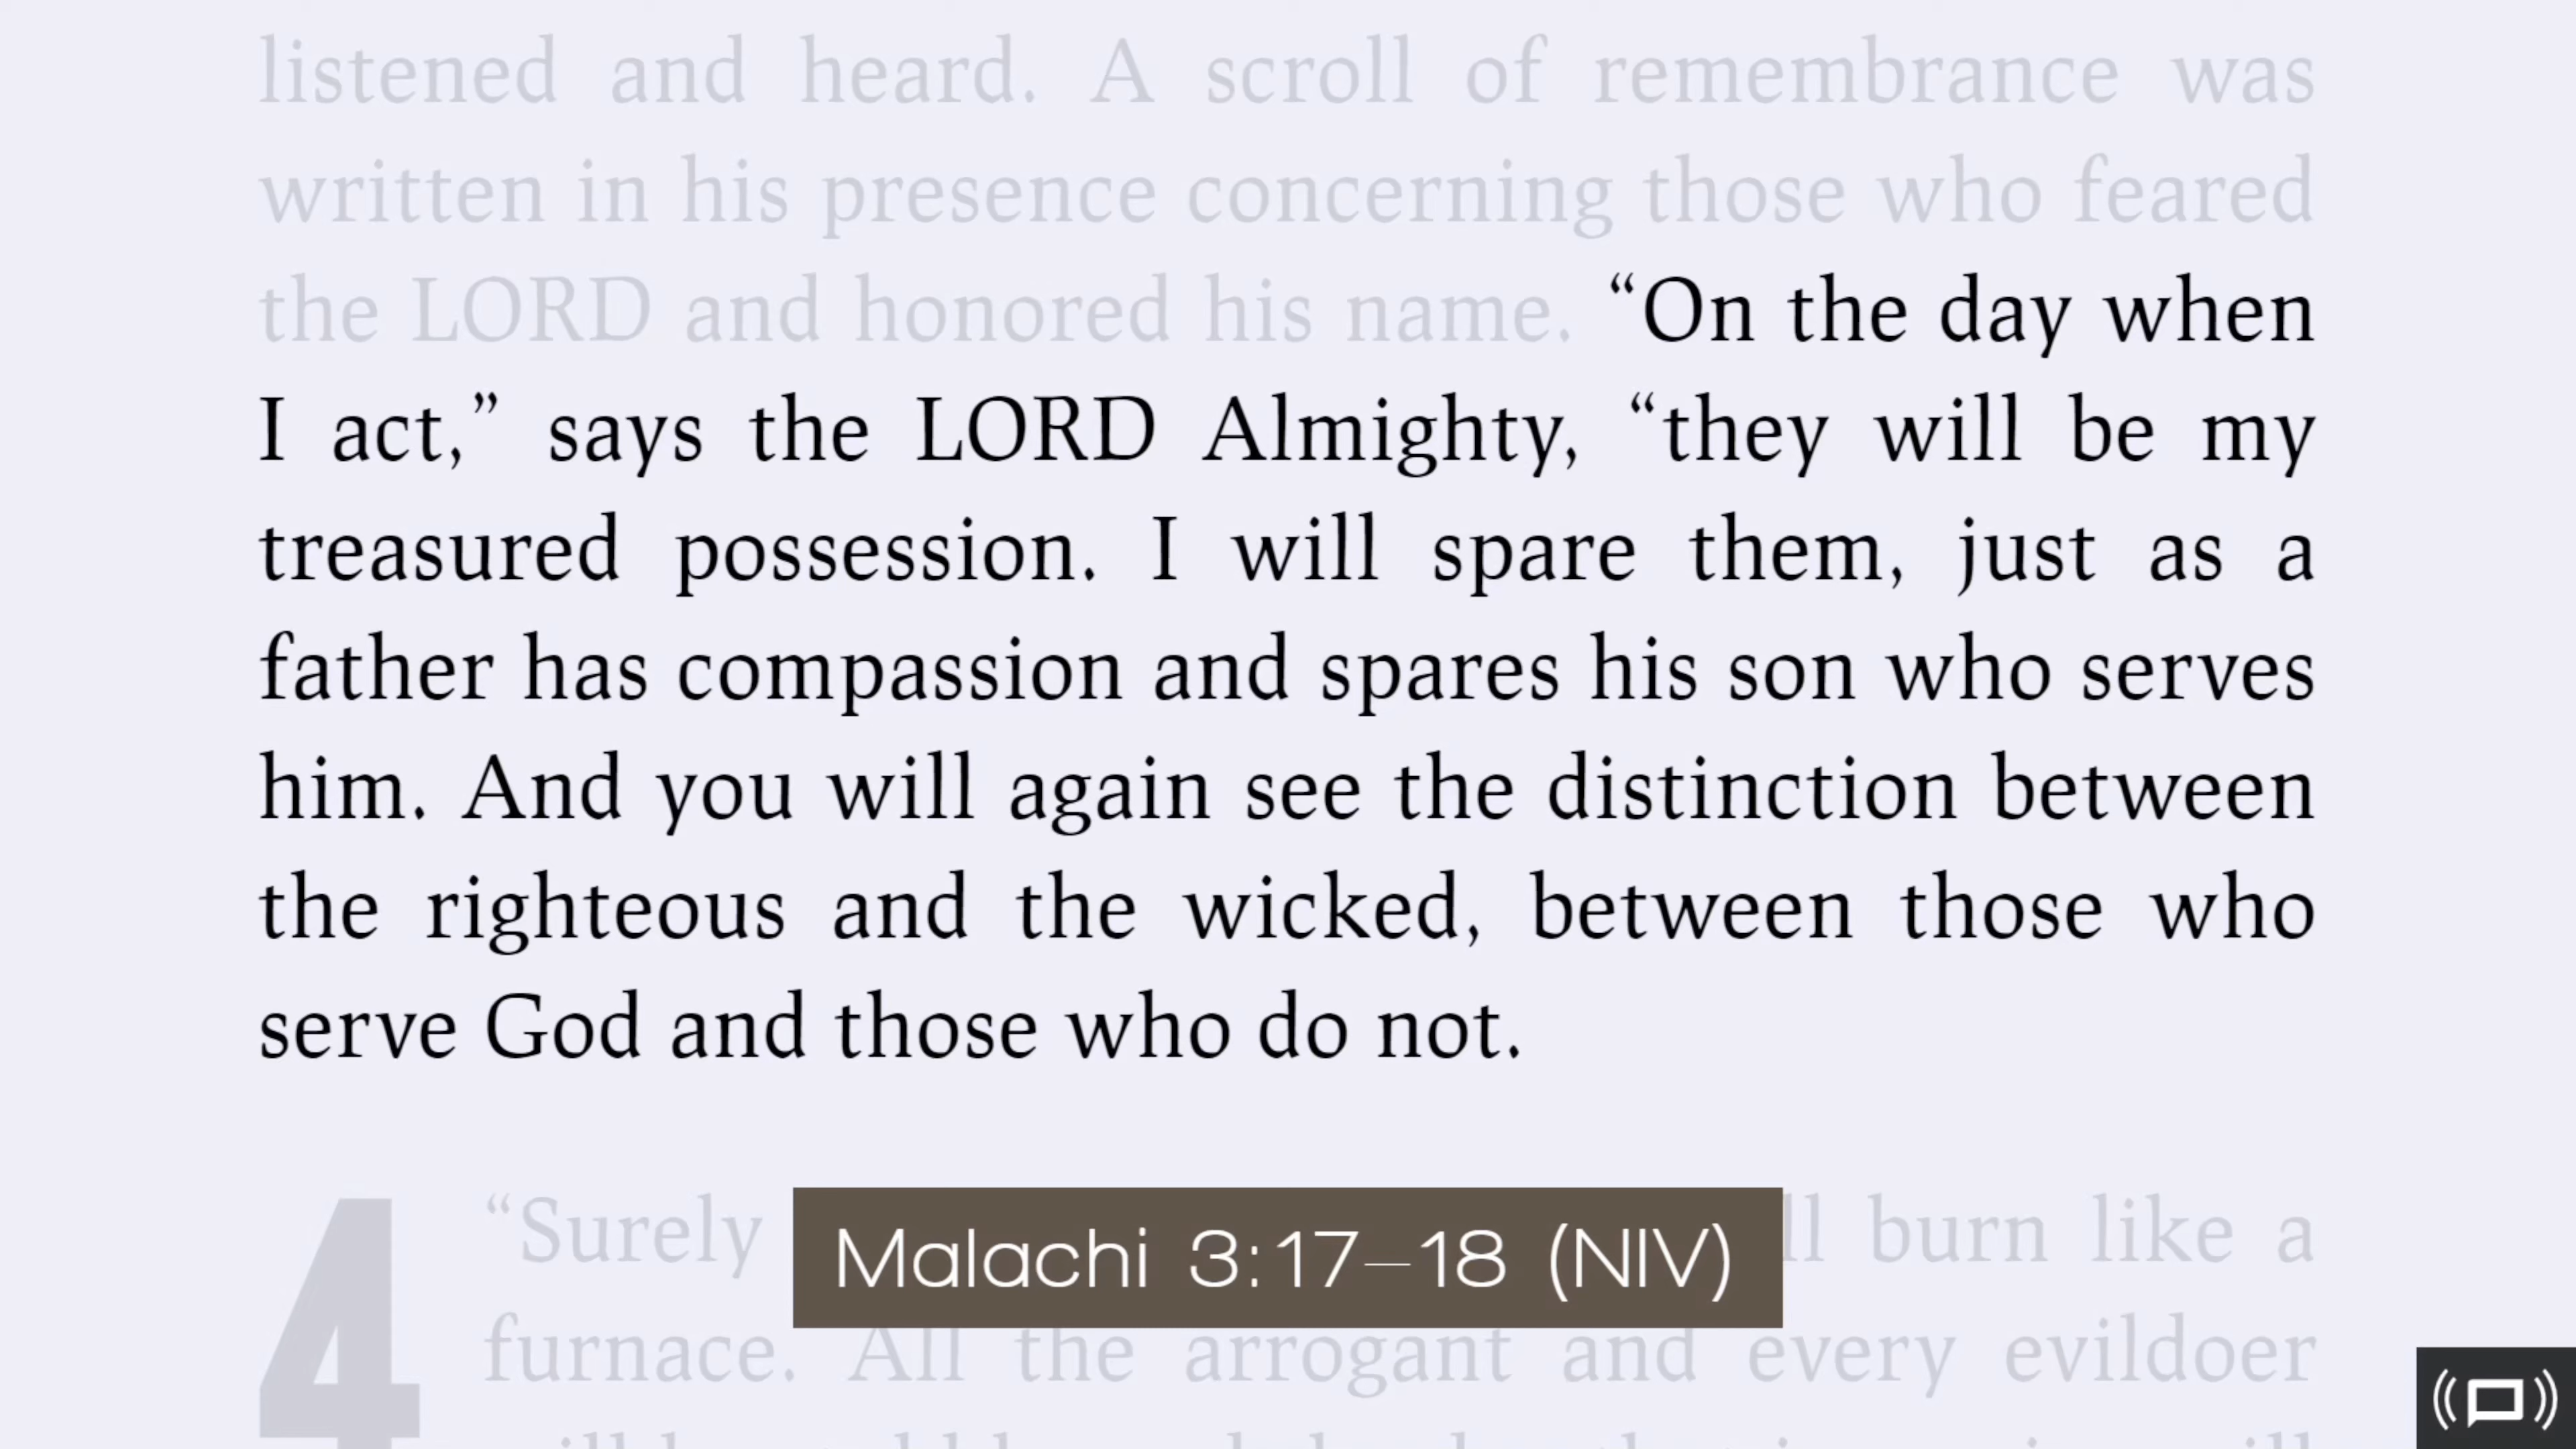 listened and heard. A scroll of remembrance was
written in his presence concerning those who feared
the LORD and honored his name. “On the day when
I act,” says the LORD Almighty, “they will be my
treasured possession. I will spare them, just as a
father has compassion and spares his son who serves
him. And you will again see the distinction between
the righteous and the wicked, between those who
serve God and those who do not.
4
“Surely
burn like a
Malachi 3:17–18 (NIV)
furnace. All the arrogant and every evildoer